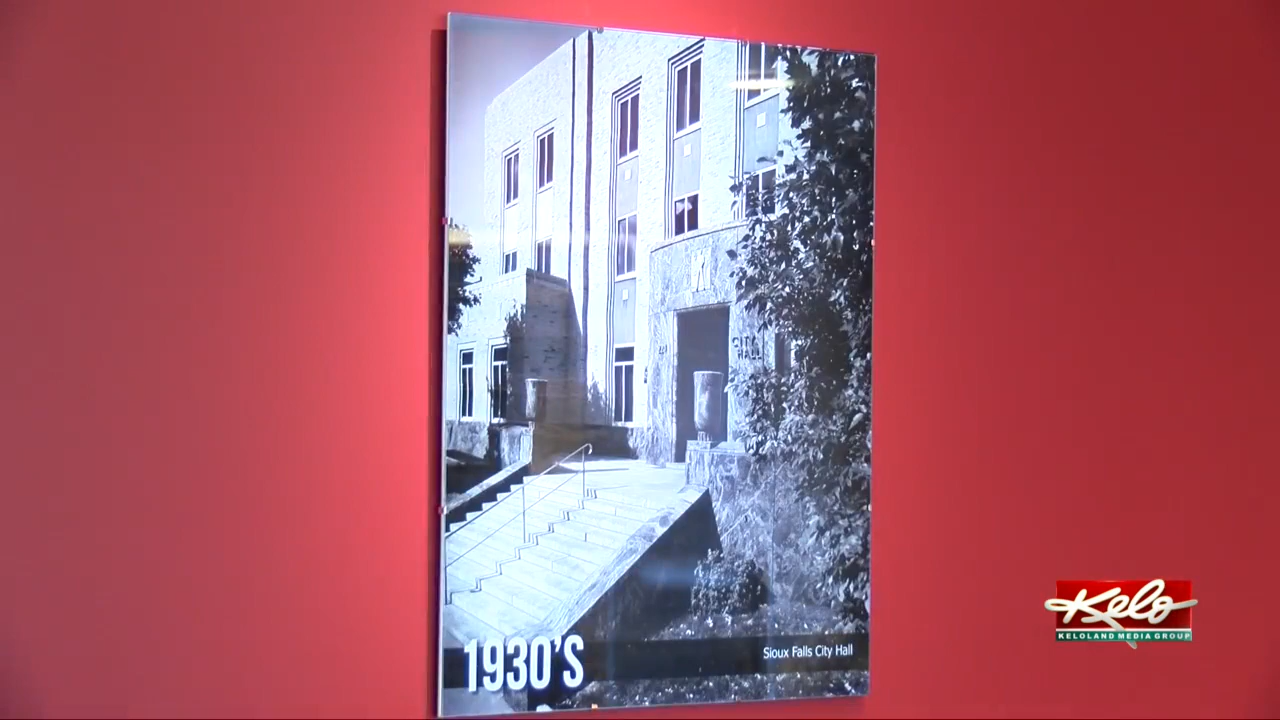 CITY
HALL
1930'S
Sioux Falls City Hall
Kelo
KELOLAND MEDIA GROUP